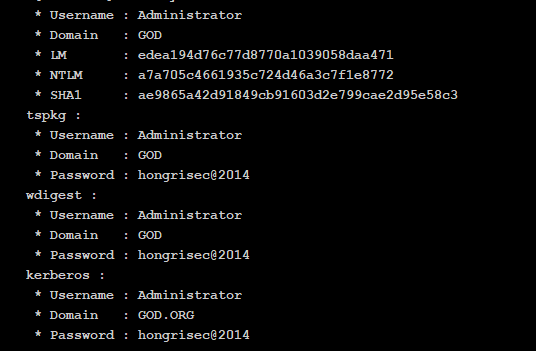 * Username : Administrator
* Domain : GOD
* LM : edea194d76c77d8770a1039058daa471
* NTLM : a7a705c4661935c724d46a3c7f1e8772
* SHA1 : ae9865a42d91849cb91603d2e799cae2d95e58c3
tspkg :
* Username : Administrator
* Domain : GOD
* Password : hongrisec@2014
wdigest :
* Username : Administrator
* Domain : GOD
* Password : hongrisec@2014
kerberos :
* Username : Administrator
* Domain : GOD.ORG
* Password : hongrisec@2014